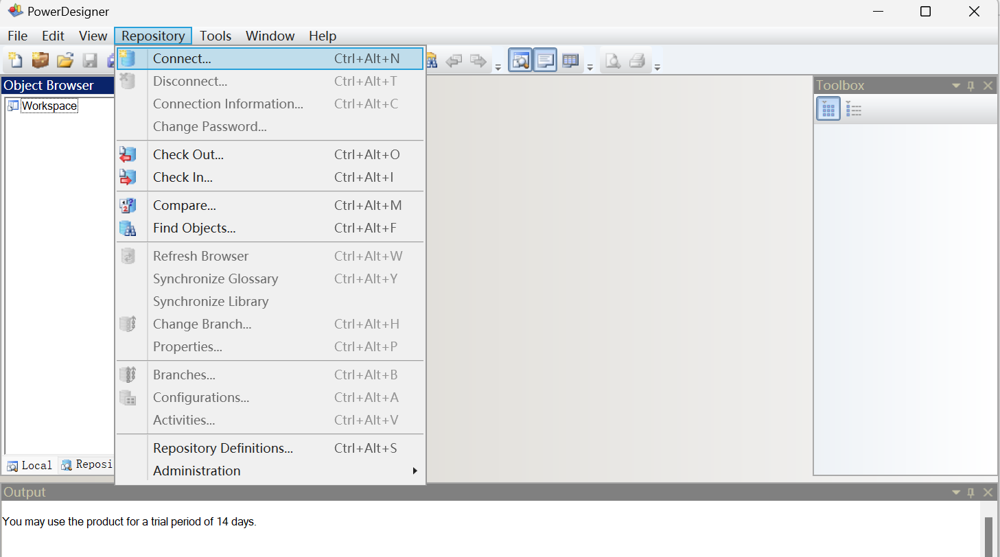 PowerDesigner
File Edit View Repository Tools Window Help
Connect... Ctrl+Alt+N
Object Browser
Workspace
Disconnect... Ctrl+Alt+T
Connection Information... Ctrl+Alt+C
Change Password...
Check Out... Ctrl+Alt+O
Check In... Ctrl+Alt+I
Compare... Ctrl+Alt+M
Find Objects... Ctrl+Alt+F
Refresh Browser Ctrl+Alt+W
Synchronize Glossary Ctrl+Alt+Y
Synchronize Library
Change Branch... Ctrl+Alt+H
Properties... Ctrl+Alt+P
Branches... Ctrl+Alt+B
Configurations... Ctrl+Alt+A
Activities... Ctrl+Alt+V
Repository Definitions... Ctrl+Alt+S
Administration
Toolbox
Local Reposi
Output
You may use the product for a trial period of 14 days.